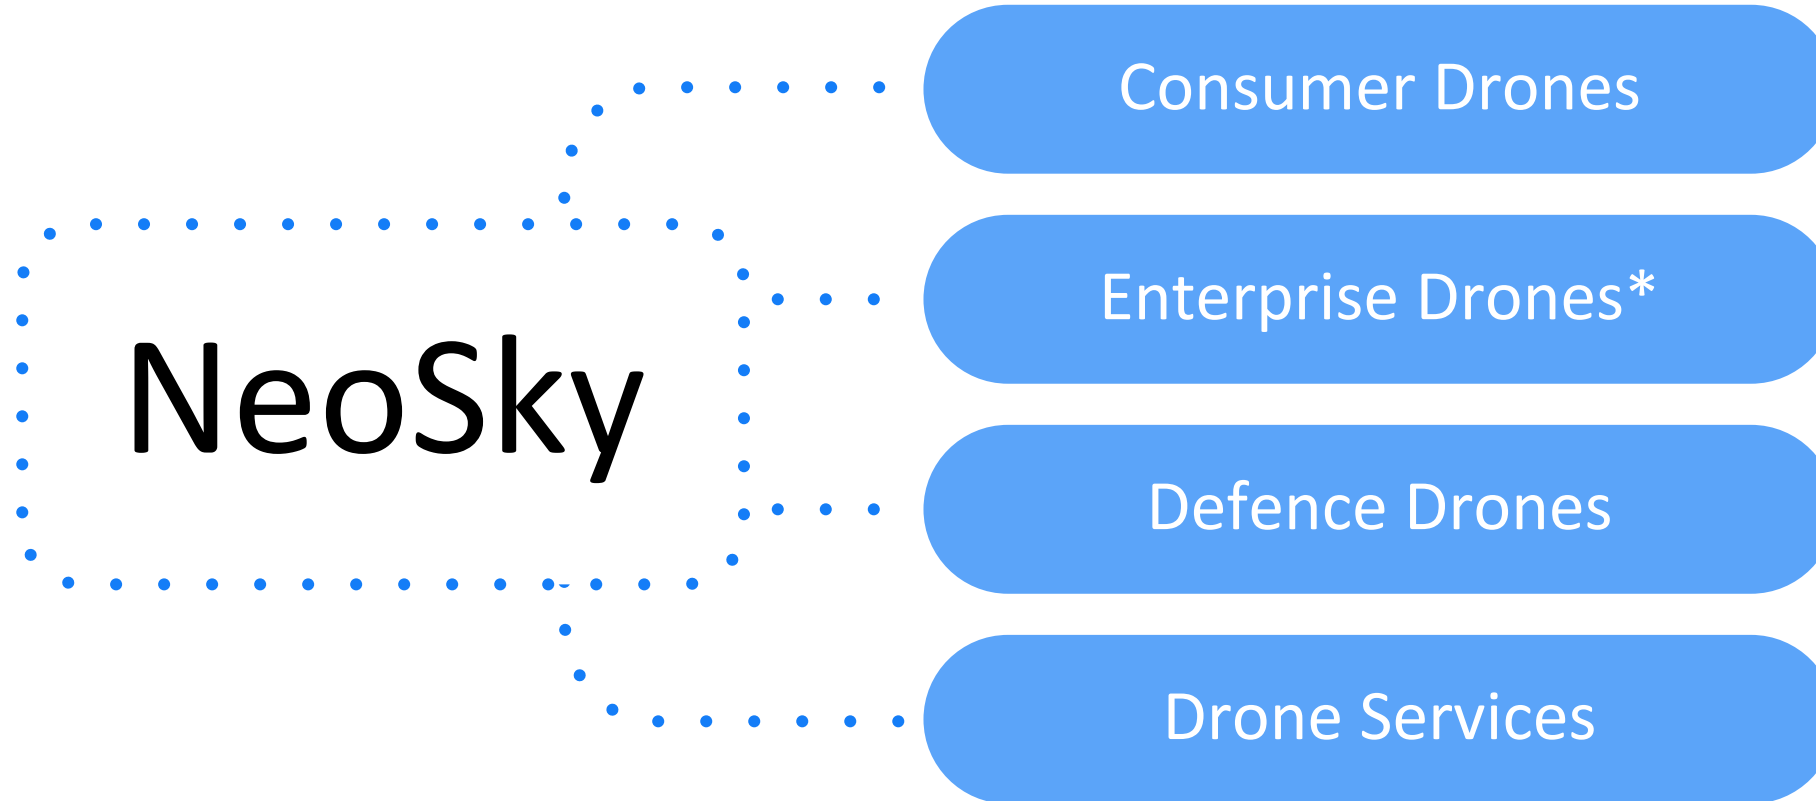 Consumer Drones
Enterprise Drones*
NeoSky
Defence Drones
Drone Services